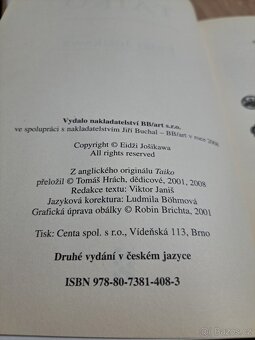 Vydalo nakladatelství BB/art s.r.o.
ve spolupráci s nakladatelstvím Jiří Buchal – BB/art v roce 2008
Copyright © Eidži Jošikawa
All rights reserved
Z anglického originálu Taiko
přeložil © Tomáš Hrách, dědicové, 2001, 2008
Redakce textu: Viktor Janiš
Jazyková korektura: Ludmila Böhmová
Grafická úprava obálky © Robin Brichta, 2001
Tisk: Centa spol. s r.o., Vídeňská 113, Brno
Druhé vydání v českém jazyce
ISBN 978-80-7381-408-3